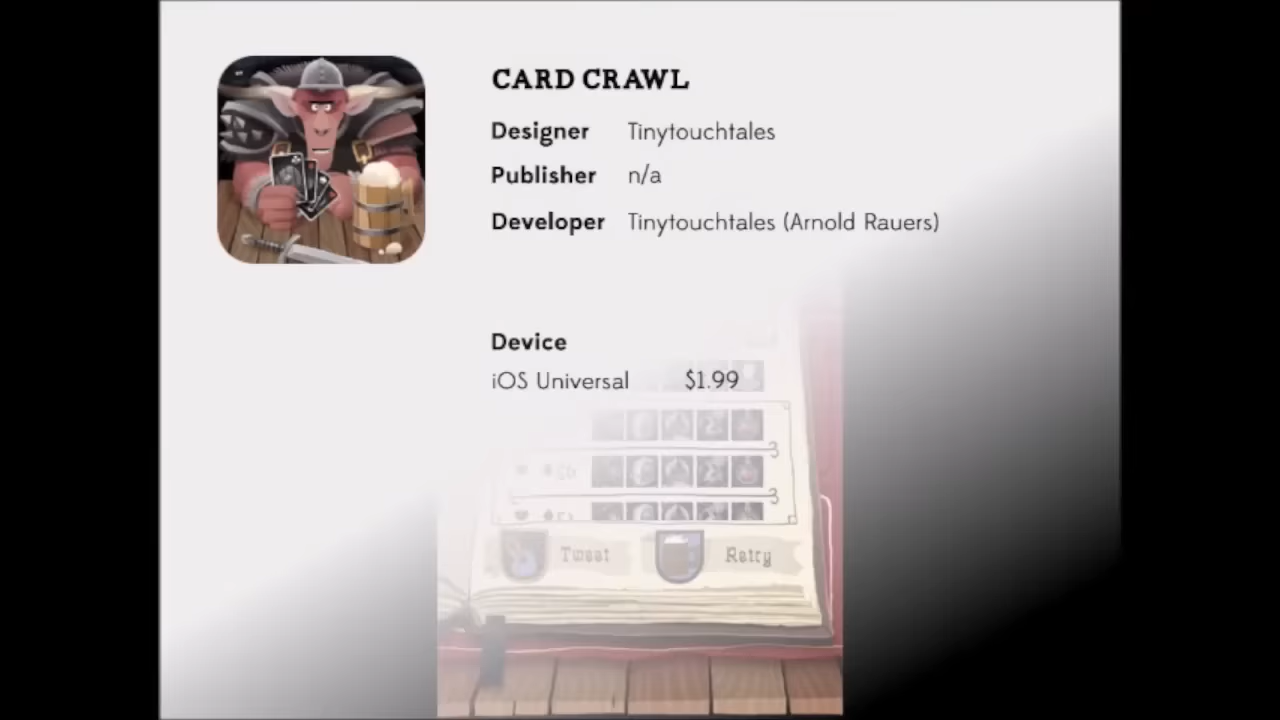 CARD CRAWL
Designer Tinytouchtales
Publisher n/a
Developer Tinytouchtales (Arnold Rauers)
Device
iOS Universal $1.99
Tweet Retry